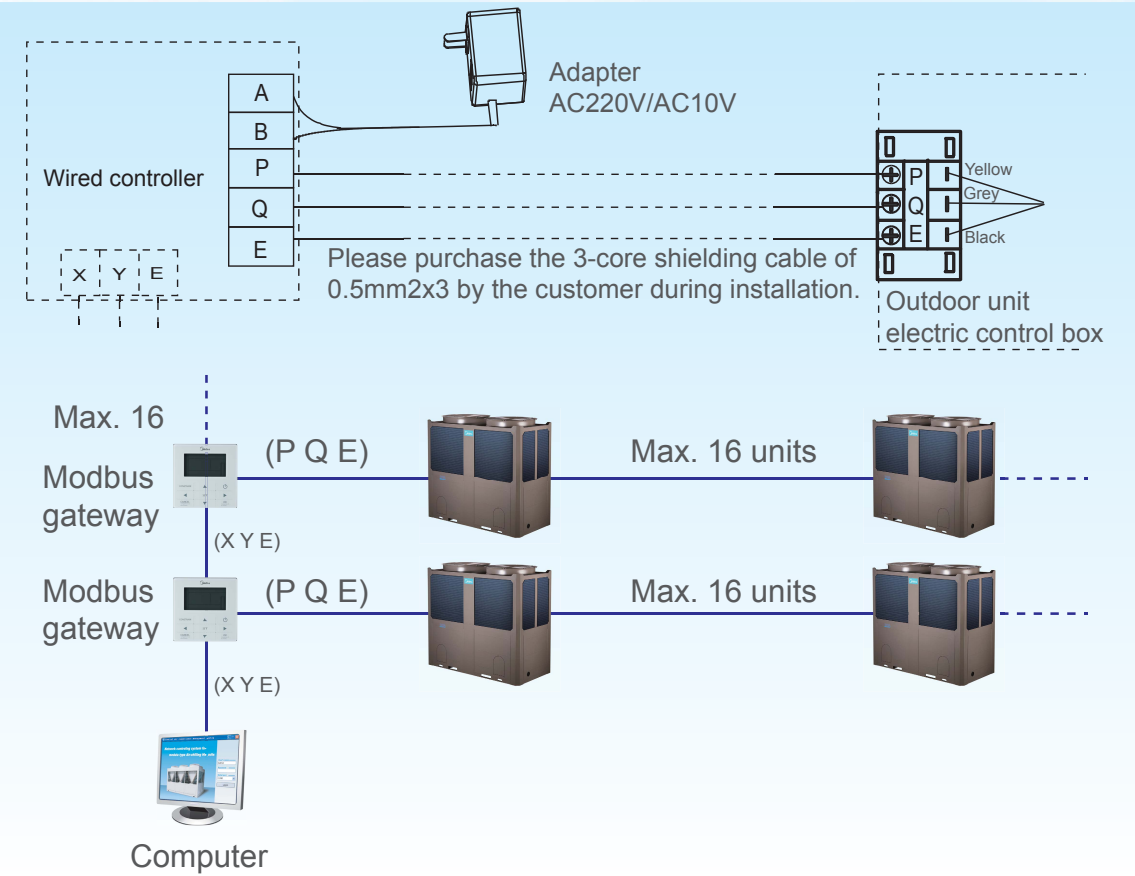 Adapter
AC220V/AC10V
A
B
P
Q
E
Wired controller
X Y E
P
Q
E
Yellow
Grey
Black
Please purchase the 3-core shielding cable of
0.5mm2x3 by the customer during installation.
Outdoor unit
electric control box
Max. 16
Modbus
gateway
(P Q E)
Max. 16 units
(X Y E)
Modbus
gateway
(P Q E)
Max. 16 units
(X Y E)
Computer